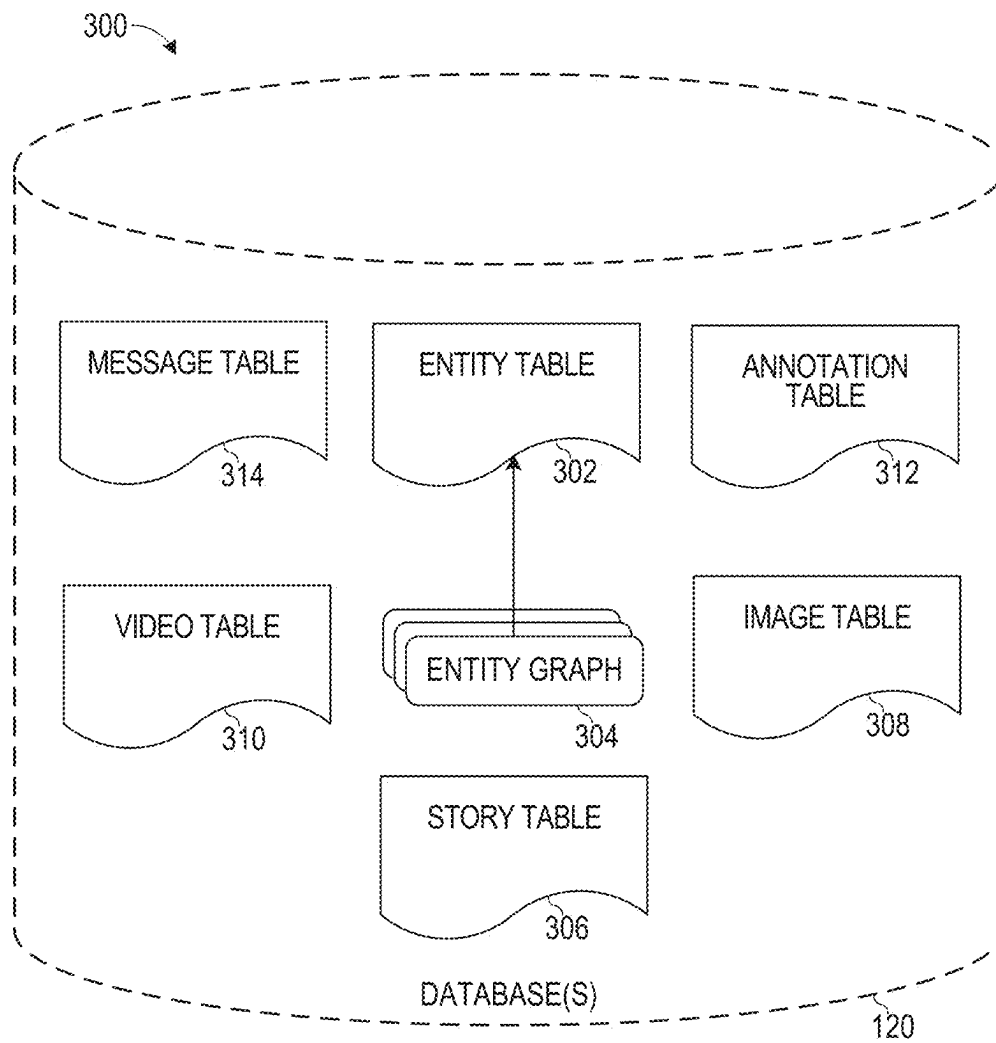 300
MESSAGE TABLE
314
ENTITY TABLE
302
ANNOTATION
TABLE
312
VIDEO TABLE
310
ENTITY GRAPH
304
IMAGE TABLE
308
STORY TABLE
306
DATABASE(S)
120